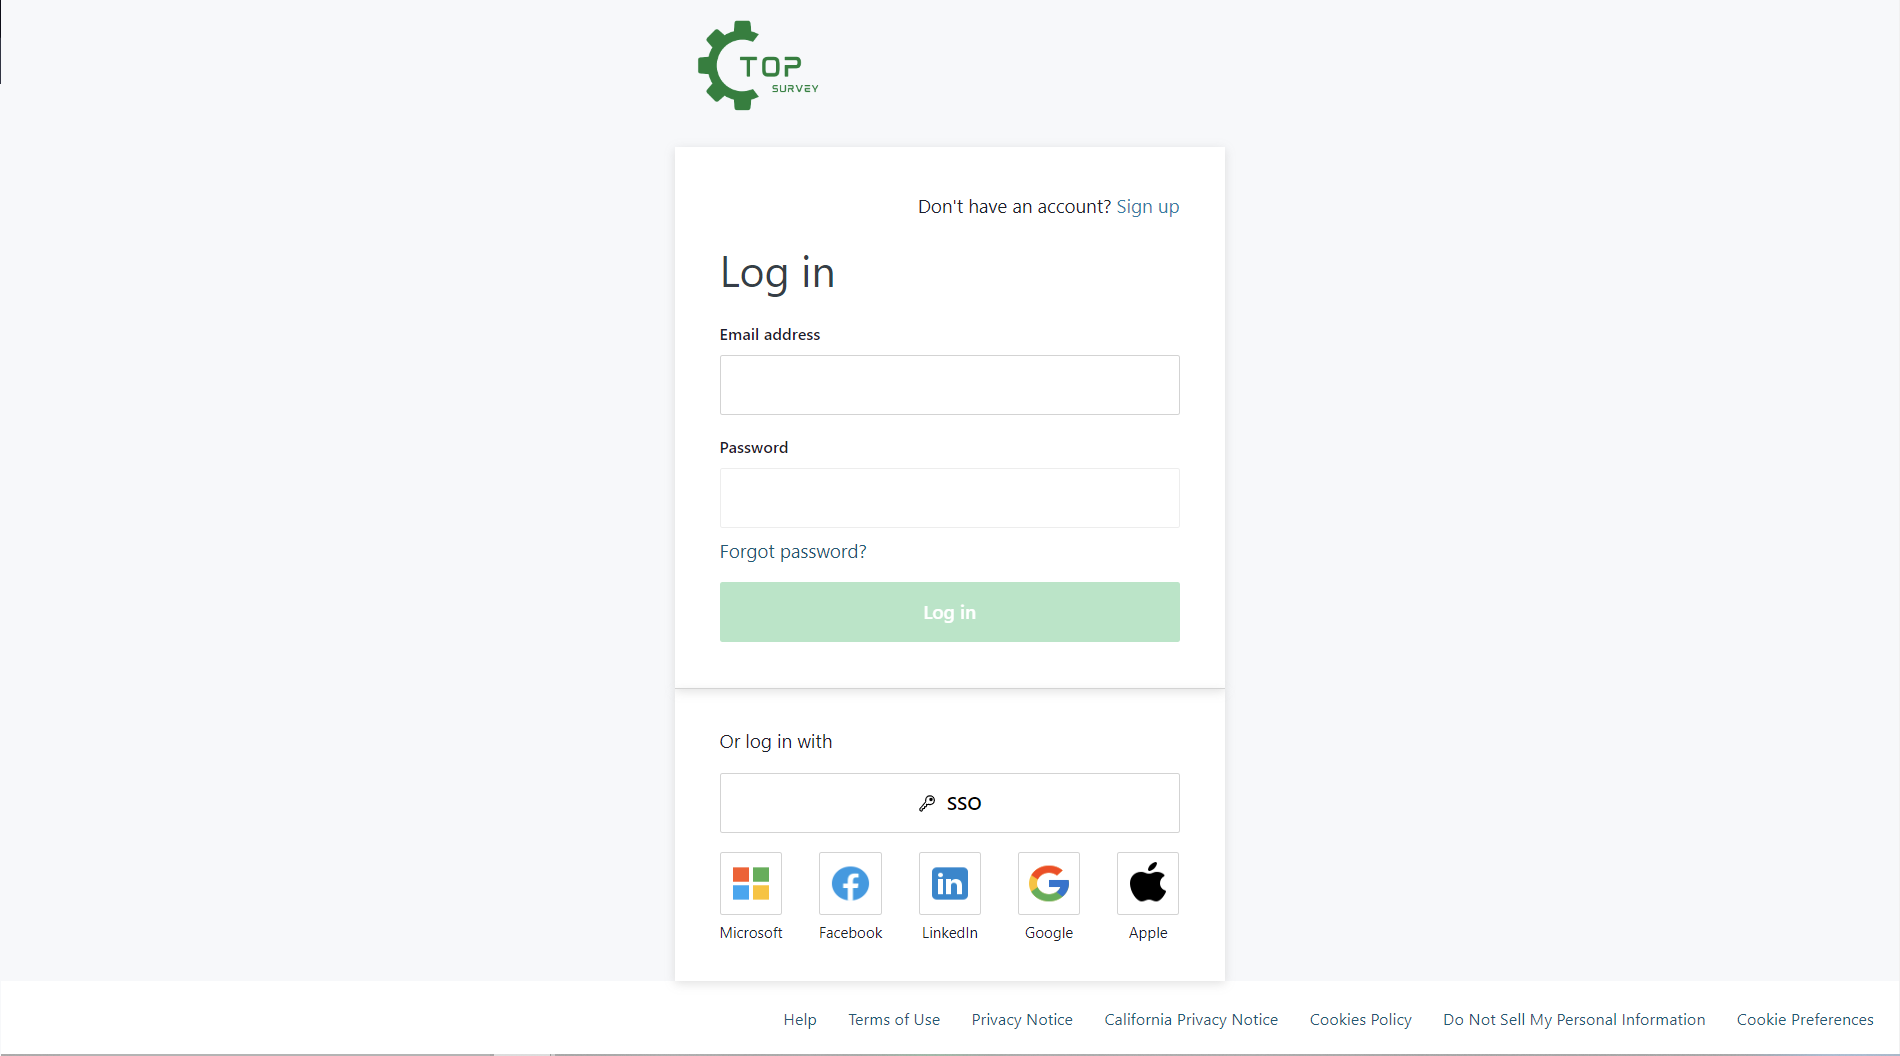 TOP
SURVEY
Don't have an account? Sign up
Log in
Email address
Password
Forgot password?
Log in
Or log in with
SSO
Microsoft Facebook LinkedIn Google Apple
Help Terms of Use Privacy Notice California Privacy Notice Cookies Policy Do Not Sell My Personal Information Cookie Preferences